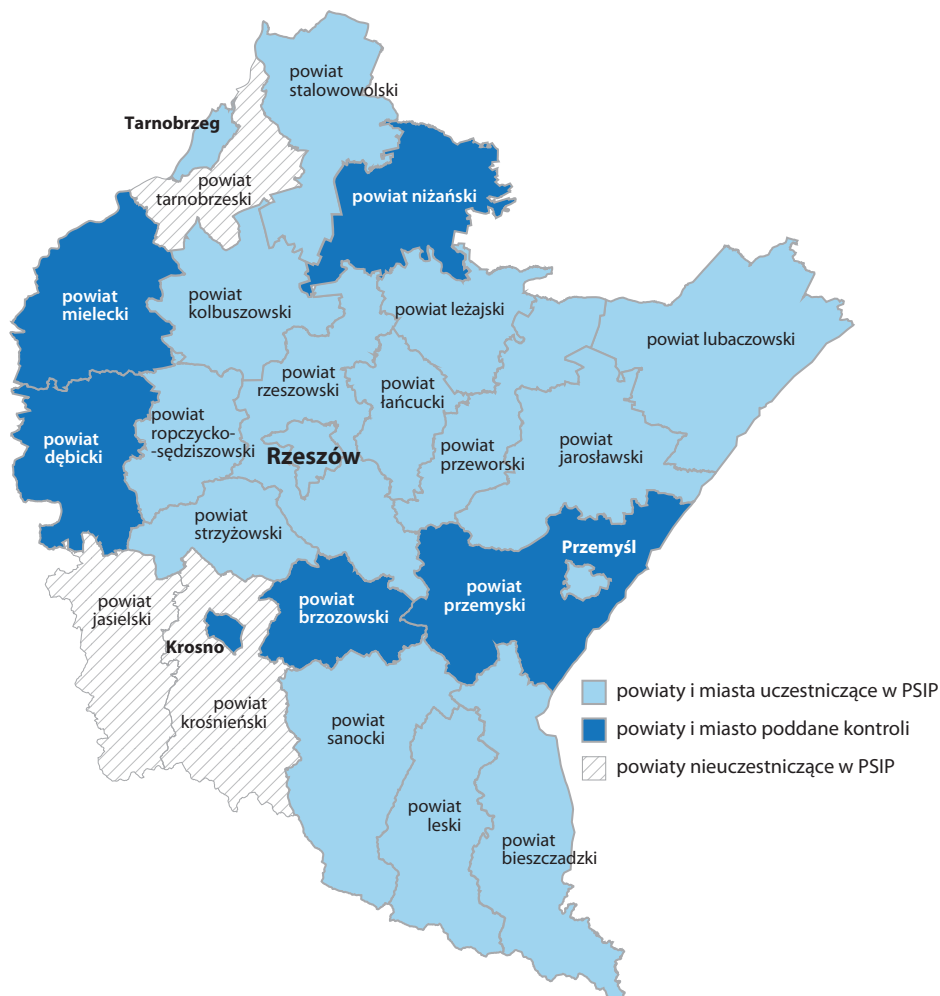 powiat
stalowowolski
Tarnobrzeg
powiat
tarnobrzeski
powiat niżański
powiat
mielecki
powiat
kolbuszowski
powiat leżajski
powiat lubaczowski
powiat
rzeszowski
powiat
łańcucki
powiat
ropczycko-
-sędziszowski
powiat
dębicki
Rzeszów
powiat
przeworski
powiat
jarosławski
powiat
strzyżowski
Przemyśl
powiat
przemyski
powiat
brzozowski
powiat
jasielski
Krosno
powiat
krośnieński
powiat
sanocki
powiat
leski
powiat
bieszczadzki
powiaty i miasta uczestniczące w PSIP
powiaty i miasto poddane kontroli
powiaty nieuczestniczące w PSIP